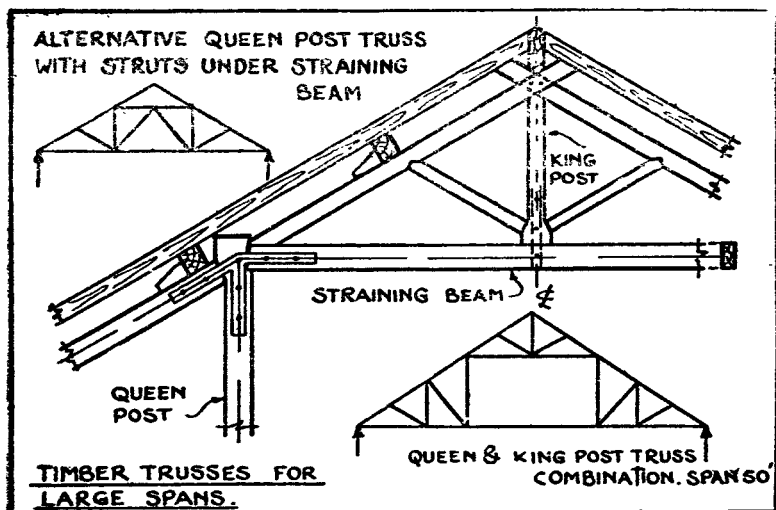 ALTERNATIVE QUEEN POST TRUSS
WITH STRUTS UNDER STRAINING
BEAM
KING
POST
STRAINING BEAM
℄
QUEEN
POST
QUEEN & KING POST TRUSS
COMBINATION. SPAN 50'
TIMBER TRUSSES FOR
LARGE SPANS.